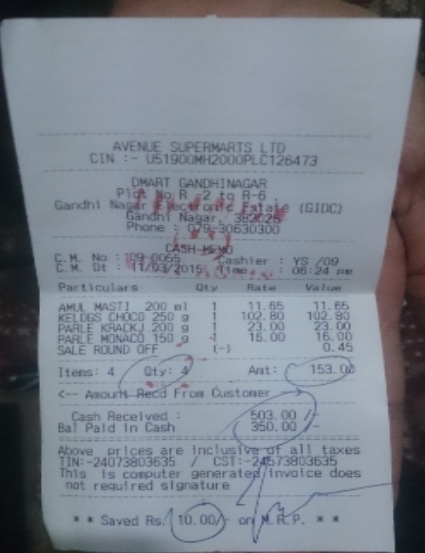 AVENUE SUPERMARTS LTD
CIN :- U51900MH2000PLC126473
DMART GANDHINAGAR
Plot No R -2 to R-6
Gandhi Nagar Electronic Estate (GIDC)
Gandhi Nagar, 382025
Phone : 079-30630300
CASH-MEMO
C.M. No : 109-0055 Cashier : YS /09
C.M. Dt : 11/03/2015 Time : 06:24 pm
Particulars Qty Rate Value
AMUL MASTI 200 ml 1 11.65 11.65
KELOGS CHOCO 250 g 1 102.80 102.80
PARLE KRACKJ 200 g 1 23.00 23.00
PARLE MONACO 150 g 1 16.00 16.00
SALE ROUND OFF (-) 0.45
Items: 4 Qty: 4 Amt: 153.00
<-- Amount Recd From Customer
Cash Received : 503.00 /-
Bal Paid In Cash 350.00 /-
Above prices are inclusive of all taxes
TIN:-24073803635 / CST:-24573803635
This is computer generated invoice does
not required signature
* * Saved Rs. 10.00/- on M.R.P. * *